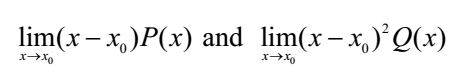 lim_{x→x₀}(x − x₀)P(x) and lim_{x→x₀}(x − x₀)²Q(x)